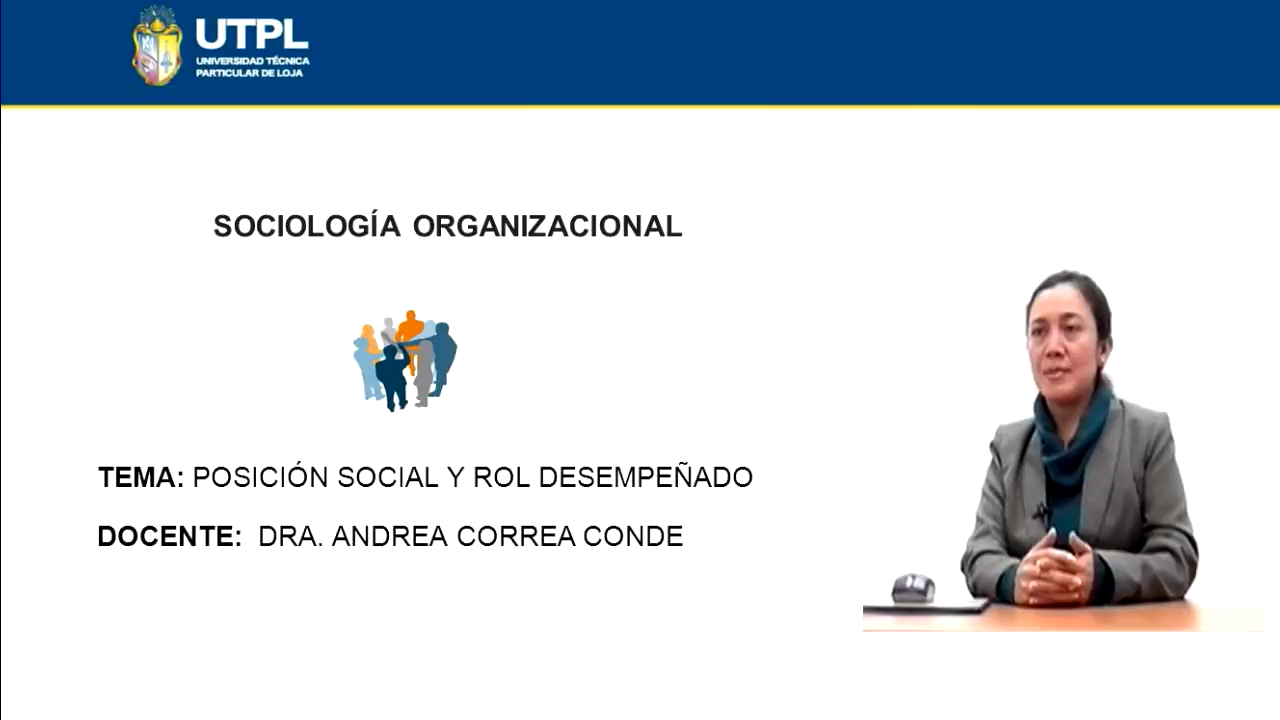 UTPL
UNIVERSIDAD TÉCNICA
PARTICULAR DE LOJA
SOCIOLOGÍA ORGANIZACIONAL
TEMA: POSICIÓN SOCIAL Y ROL DESEMPEÑADO
DOCENTE: DRA. ANDREA CORREA CONDE